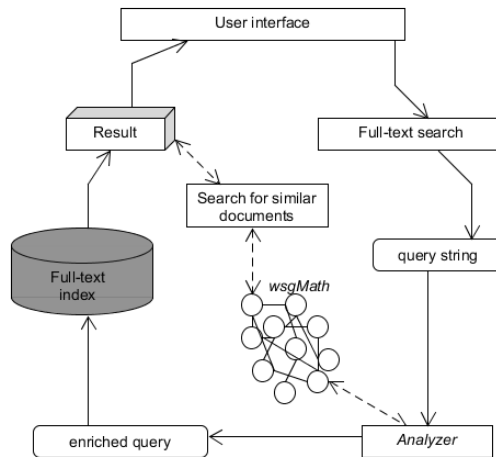 User interface
Result
Full-text search
Search for similar
documents
query string
Full-text
index
wsgMath
enriched query
Analyzer